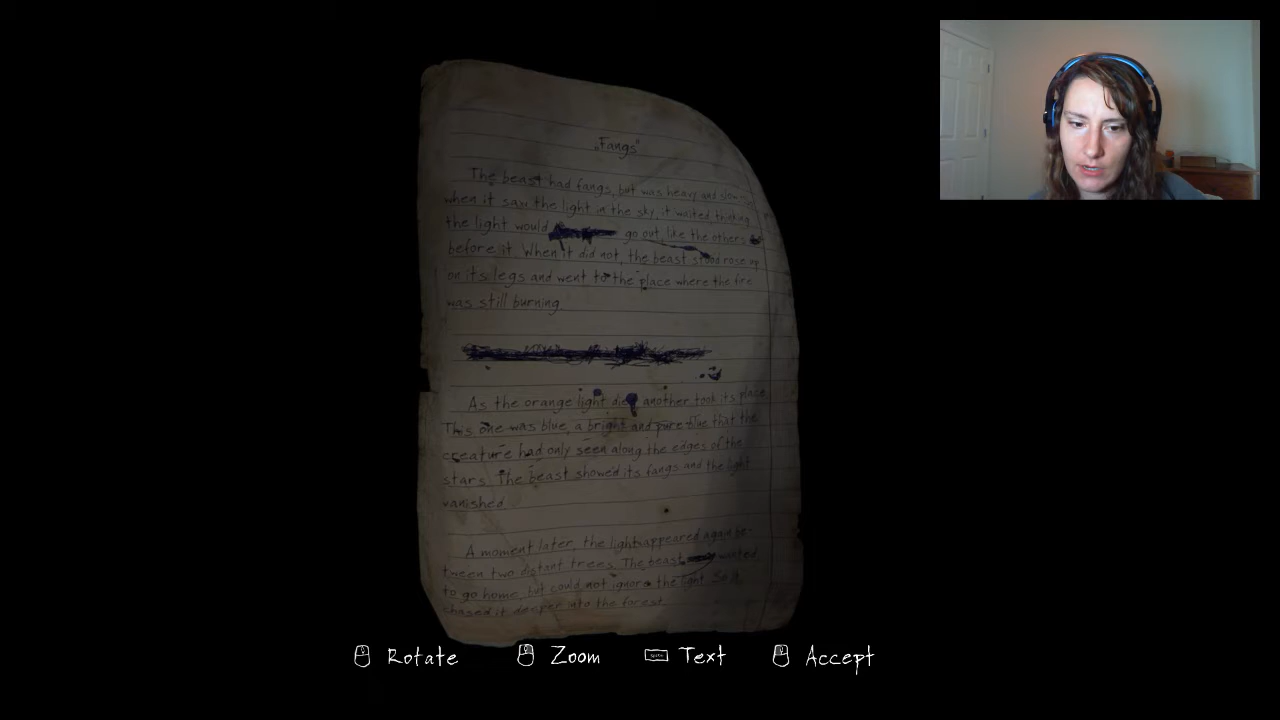 „Fangs"
The beast had fangs, but was heavy and slow so
when it saw the light in the sky, it waited, thinking
the light would go out like the others
before it. When it did not, the beast stood rose up
on its legs and went to the place where the fire
was still burning.
As the orange light died another took its place
This one was blue, a bright and pure blue that the
creature had only seen along the edges of the
stars. The beast showed its fangs and the light
vanished.
A moment later, the light appeared again be-
tween two distant trees. The beast wanted
to go home, but could not ignore the light. So it
chased it deeper into the forest.
Rotate
Zoom
Text
Accept